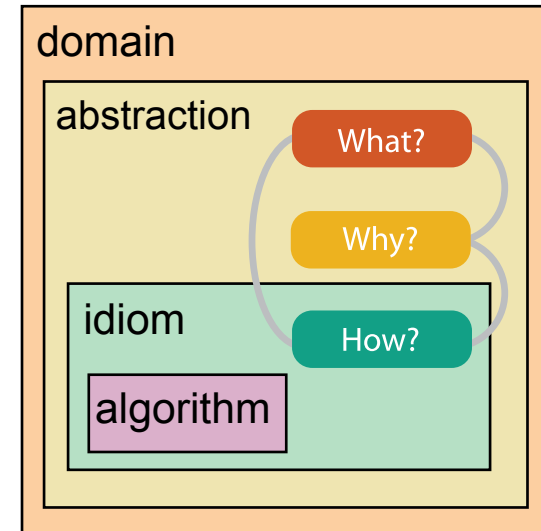 domain
abstraction
What?
Why?
idiom
How?
algorithm